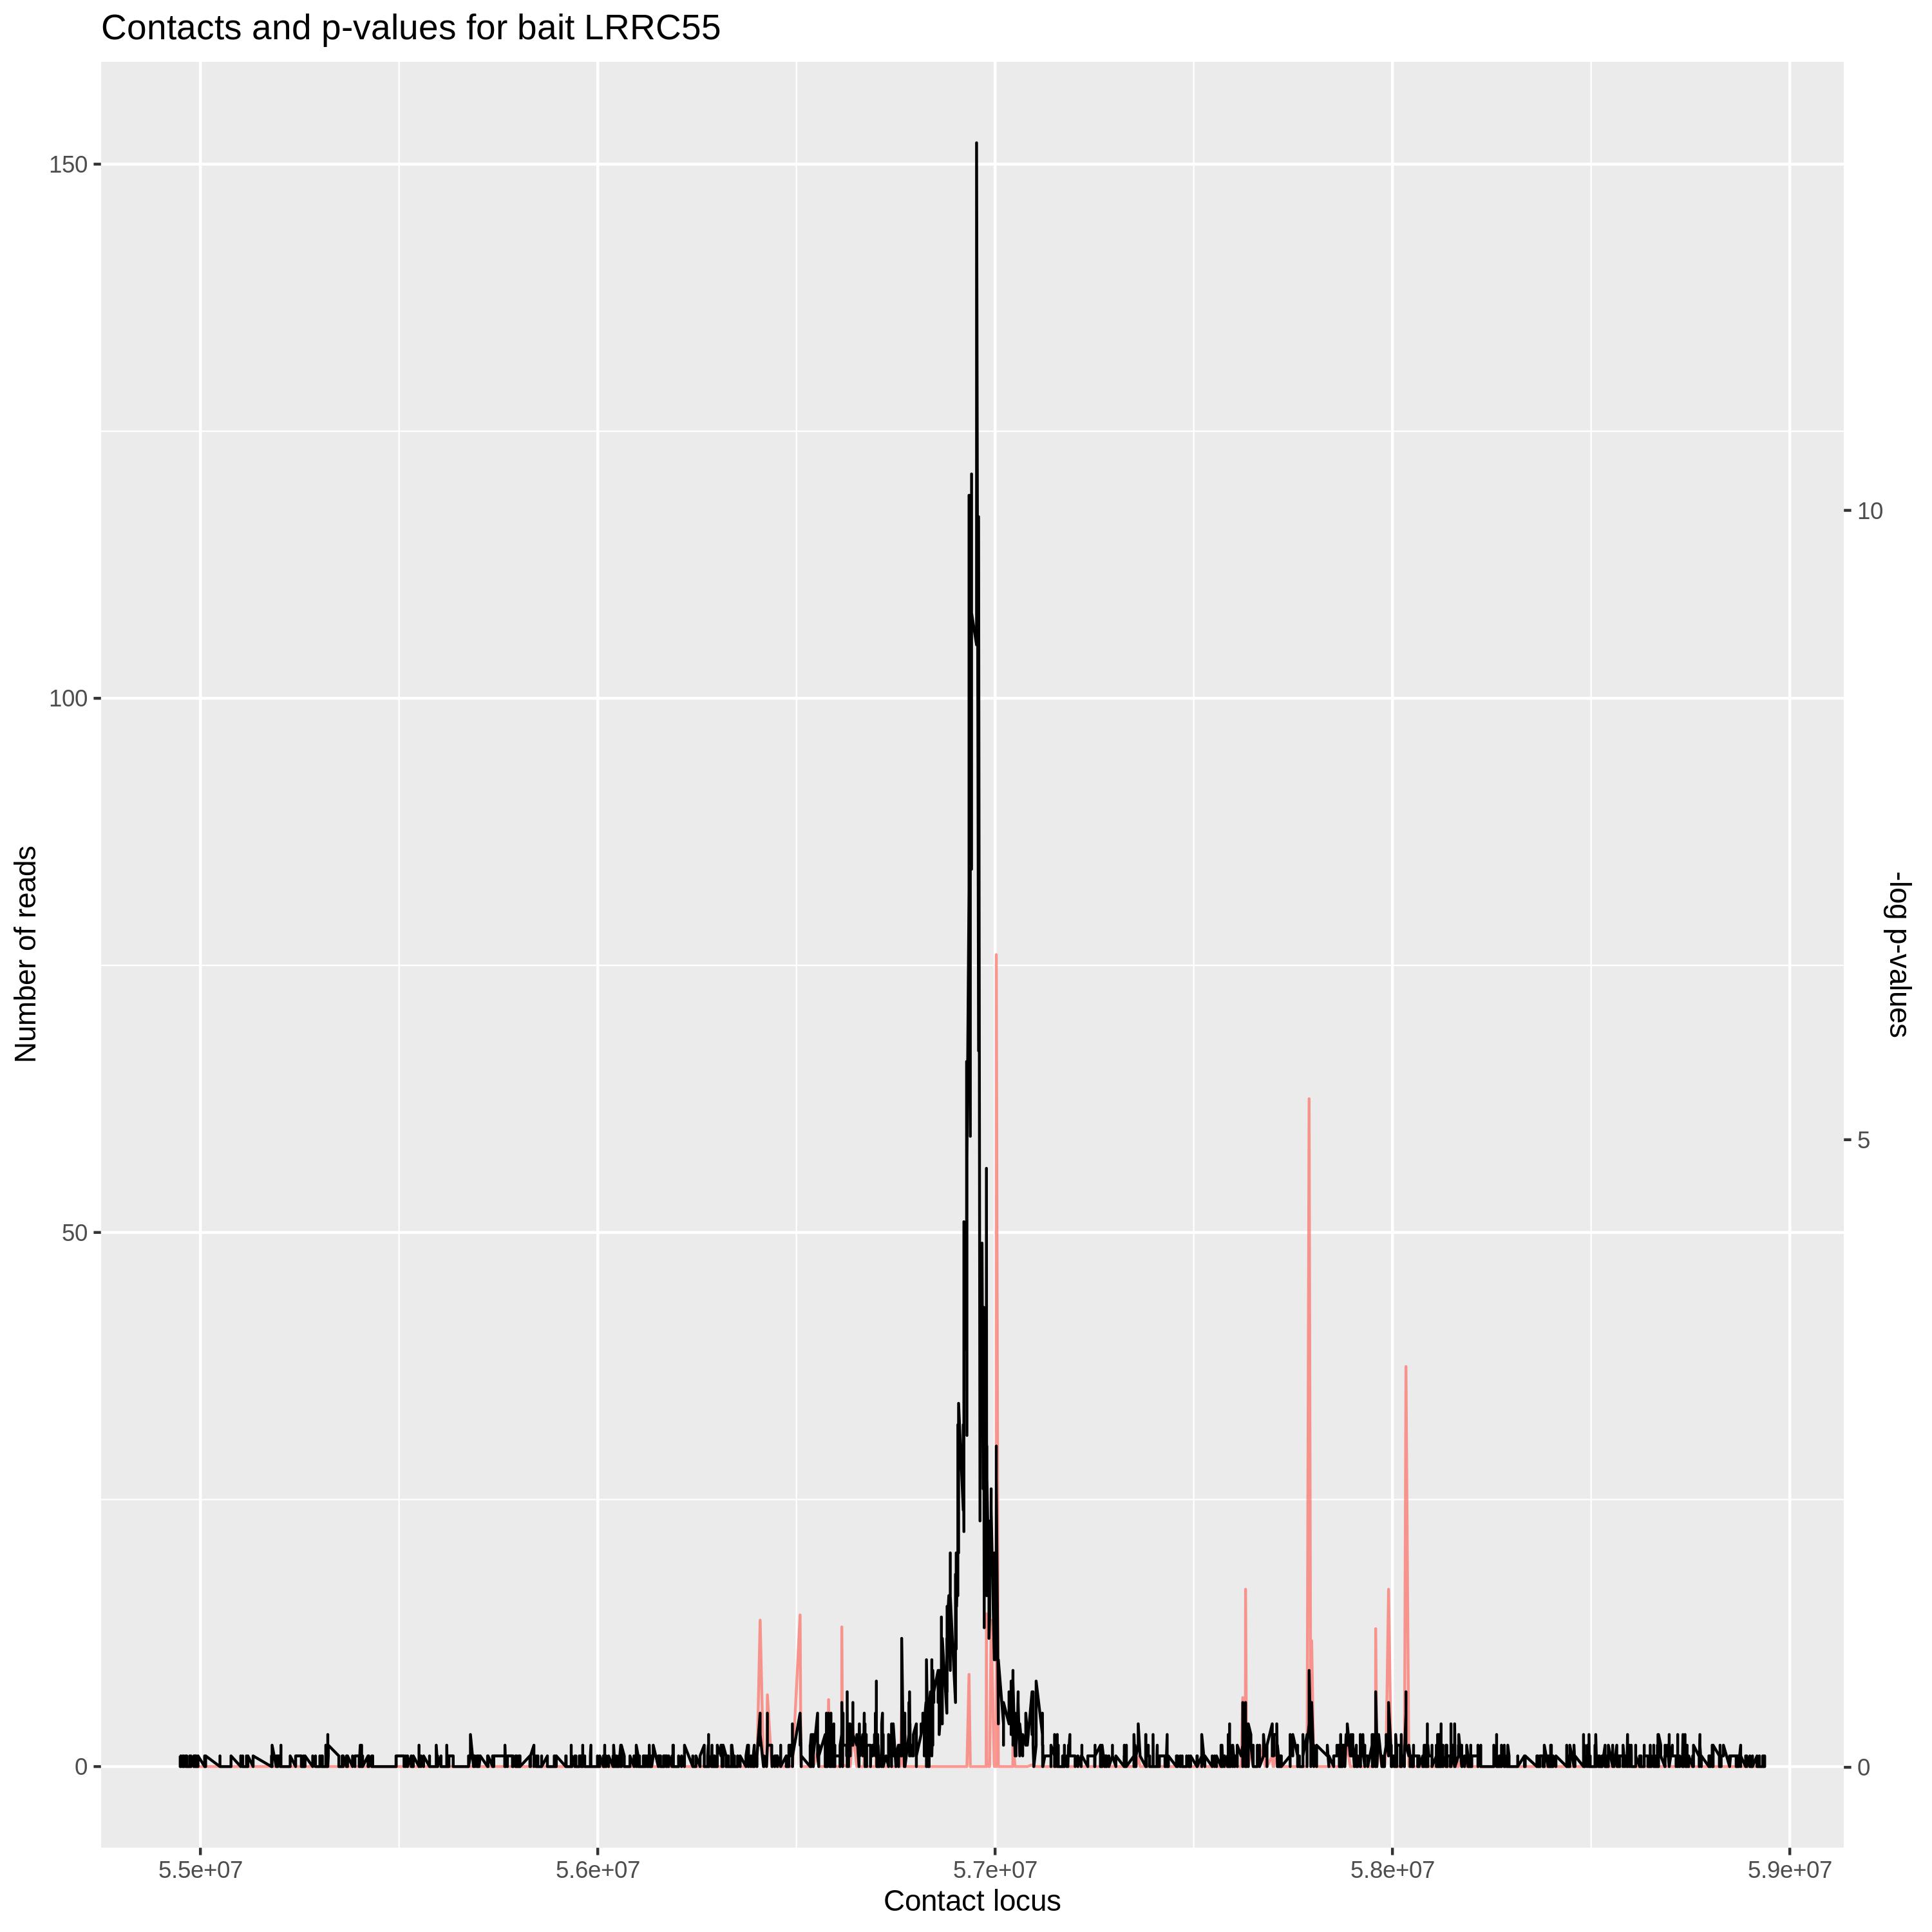 Contacts and p-values for bait LRRC55
150
100
50
0
Number of reads
10
5
0
-log p-values
5.5e+07 5.6e+07 5.7e+07 5.8e+07 5.9e+07
Contact locus